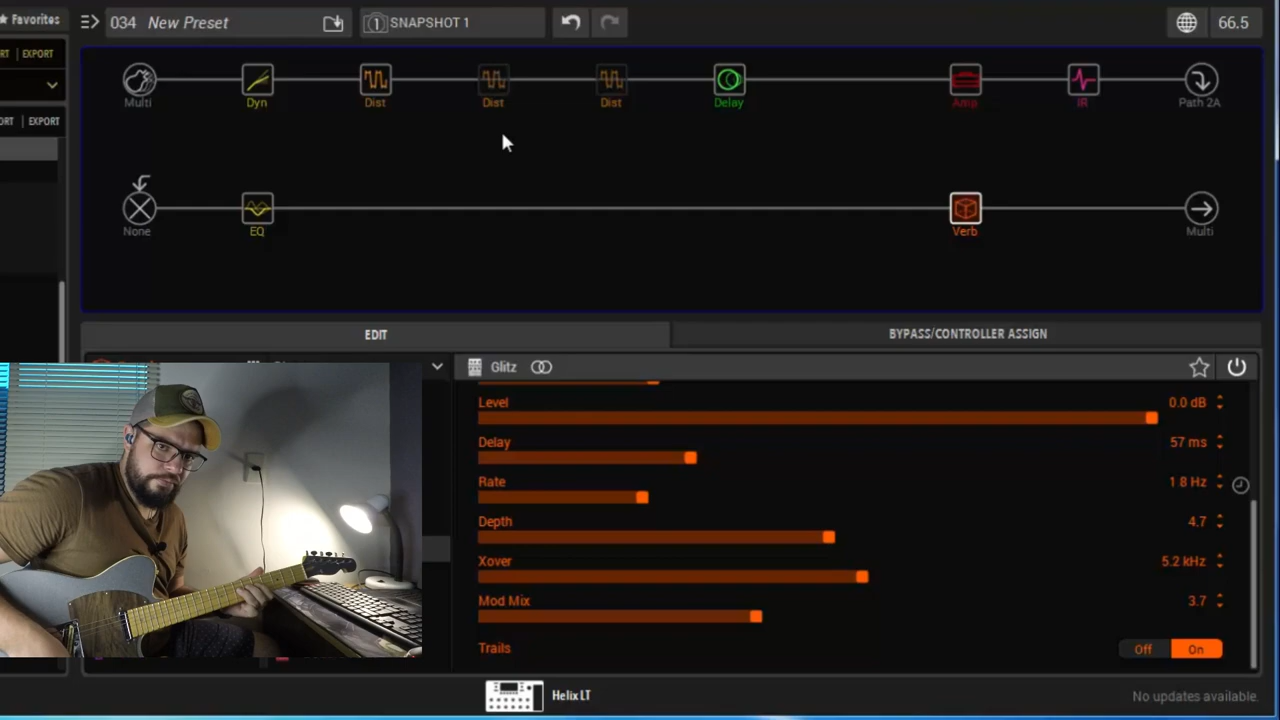 Favorites
034 New Preset
1 SNAPSHOT 1
66.5
RT | EXPORT
ORT | EXPORT
Multi
Dyn
Dist
Dist
Dist
Delay
Amp
IR
Path 2A
None
EQ
Verb
Multi
EDIT
BYPASS/CONTROLLER ASSIGN
Glitz
Level 0.0 dB
Delay 57 ms
Rate 1.8 Hz
Depth 4.7
Xover 5.2 kHz
Mod Mix 3.7
Trails Off On
Helix LT
No updates available.